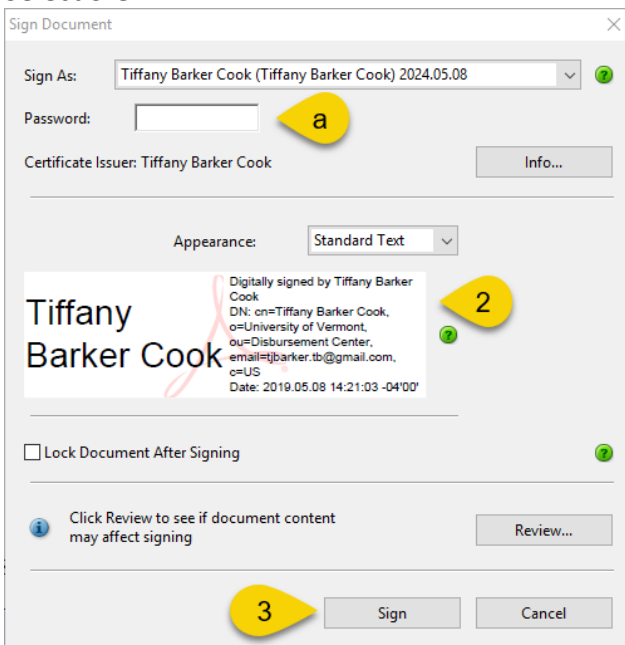 Sign Document
Sign As: Tiffany Barker Cook (Tiffany Barker Cook) 2024.05.08 ?
Password: a
Certificate Issuer: Tiffany Barker Cook Info...
Appearance: Standard Text
Tiffany
Barker Cook
Digitally signed by Tiffany Barker
Cook
DN: cn=Tiffany Barker Cook,
o=University of Vermont,
ou=Disbursement Center,
email=tjbarker.tb@gmail.com,
c=US
Date: 2019.05.08 14:21:03 -04'00'
2
?
Lock Document After Signing ?
i Click Review to see if document content
may affect signing
Review...
3 Sign Cancel